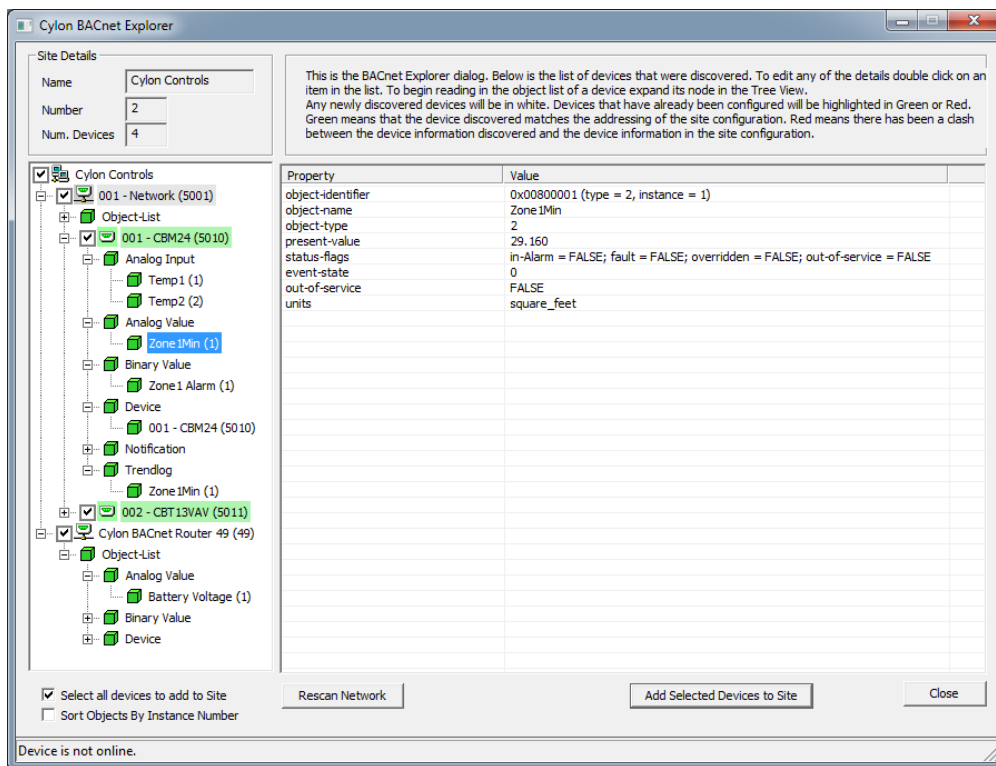 Cylon BACnet Explorer
Site Details
Name Cylon Controls
Number 2
Num. Devices 4
This is the BACnet Explorer dialog. Below is the list of devices that were discovered. To edit any of the details double click on an
item in the list. To begin reading in the object list of a device expand its node in the Tree View.
Any newly discovered devices will be in white. Devices that have already been configured will be highlighted in Green or Red.
Green means that the device discovered matches the addressing of the site configuration. Red means there has been a clash
between the device information discovered and the device information in the site configuration.
Cylon Controls
001 - Network (5001)
Object-List
001 - CBM24 (5010)
Analog Input
Temp1 (1)
Temp2 (2)
Analog Value
Zone1Min (1)
Binary Value
Zone1 Alarm (1)
Device
001 - CBM24 (5010)
Notification
Trendlog
Zone1Min (1)
002 - CBT13VAV (5011)
Cylon BACnet Router 49 (49)
Object-List
Analog Value
Battery Voltage (1)
Binary Value
Device
Property Value
object-identifier 0x00800001 (type = 2, instance = 1)
object-name Zone1Min
object-type 2
present-value 29.160
status-flags in-Alarm = FALSE; fault = FALSE; overridden = FALSE; out-of-service = FALSE
event-state 0
out-of-service FALSE
units square_feet
Select all devices to add to Site
Sort Objects By Instance Number
Rescan Network
Add Selected Devices to Site
Close
Device is not online.